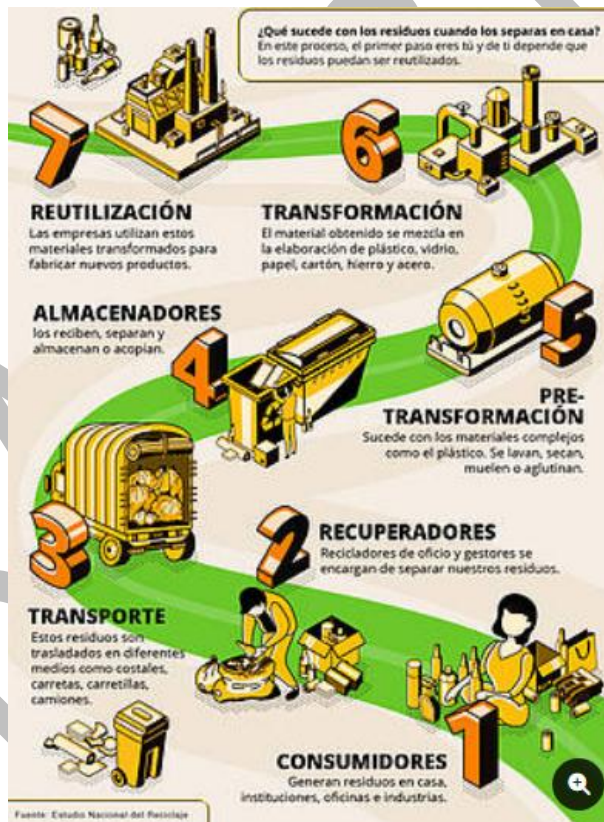 ¿Qué sucede con los residuos cuando los separas en casa?
En este proceso, el primer paso eres tú y de ti depende que
los residuos puedan ser reutilizados.
7
REUTILIZACIÓN
Las empresas utilizan estos
materiales transformados para
fabricar nuevos productos.
6
TRANSFORMACIÓN
El material obtenido se mezcla en
la elaboración de plástico, vidrio,
papel, cartón, hierro y acero.
ALMACENADORES
los reciben, separan y
almacenan o acopian.
4
5
PRE-
TRANSFORMACIÓN
Sucede con los materiales complejos
como el plástico. Se lavan, secan,
muelen o aglutinan.
3
TRANSPORTE
Estos residuos son
trasladados en diferentes
medios como costales,
carretas, carretillas,
camiones.
2
RECUPERADORES
Recicladores de oficio y gestores se
encargan de separar nuestros residuos.
1
CONSUMIDORES
Generan residuos en casa,
instituciones, oficinas e industrias.
Fuente: Estudio Nacional del Reciclaje